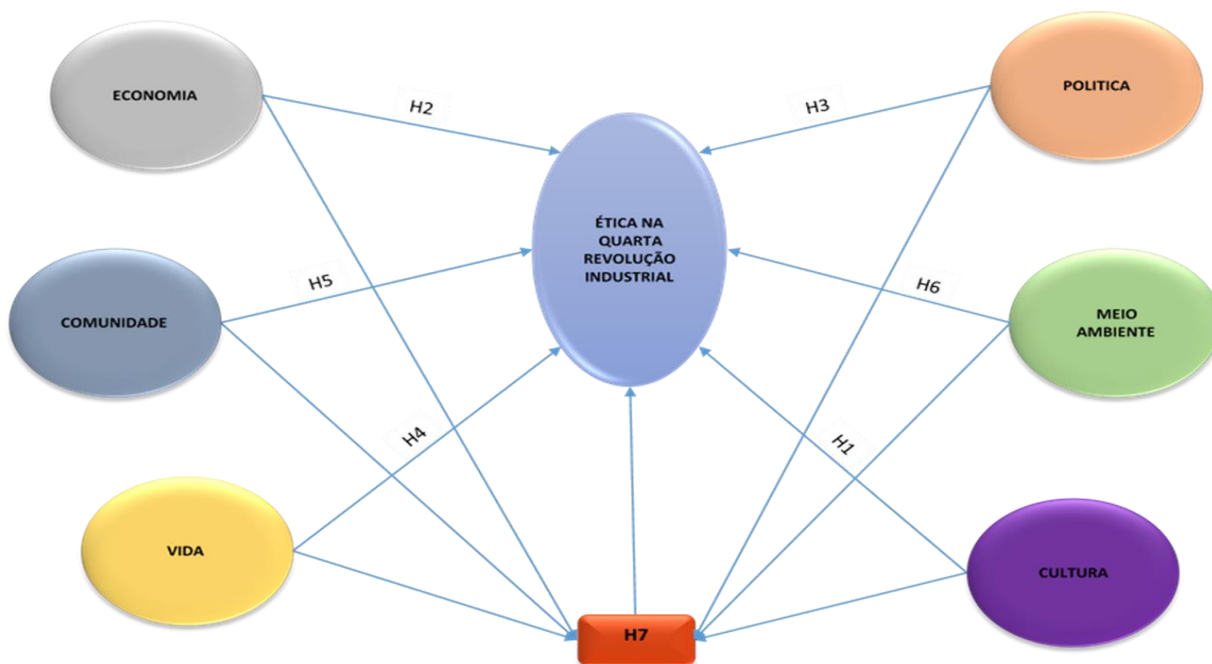 ECONOMIA
H2
H3
POLITICA
ÉTICA NA
QUARTA
REVOLUÇÃO
INDUSTRIAL
COMUNIDADE
H5
H6
MEIO
AMBIENTE
H4
H1
VIDA
CULTURA
H7